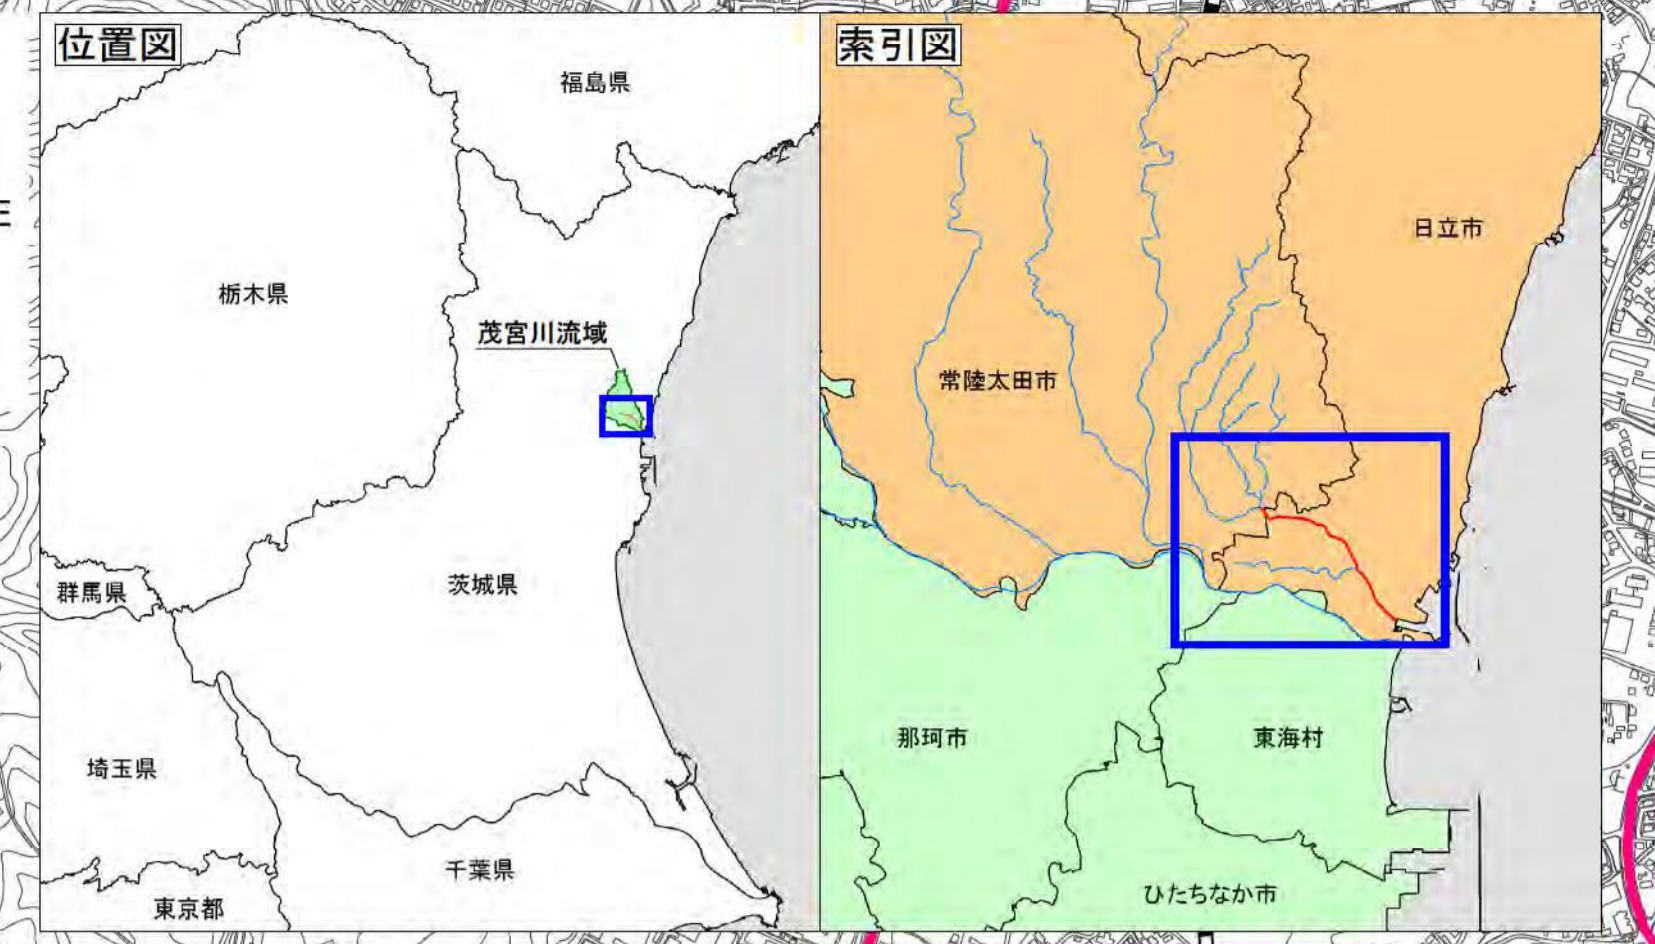 位置図
福島県
栃木県
茂宮川流域
群馬県
茨城県
埼玉県
千葉県
東京都
索引図
日立市
常陸太田市
那珂市
東海村
ひたちなか市